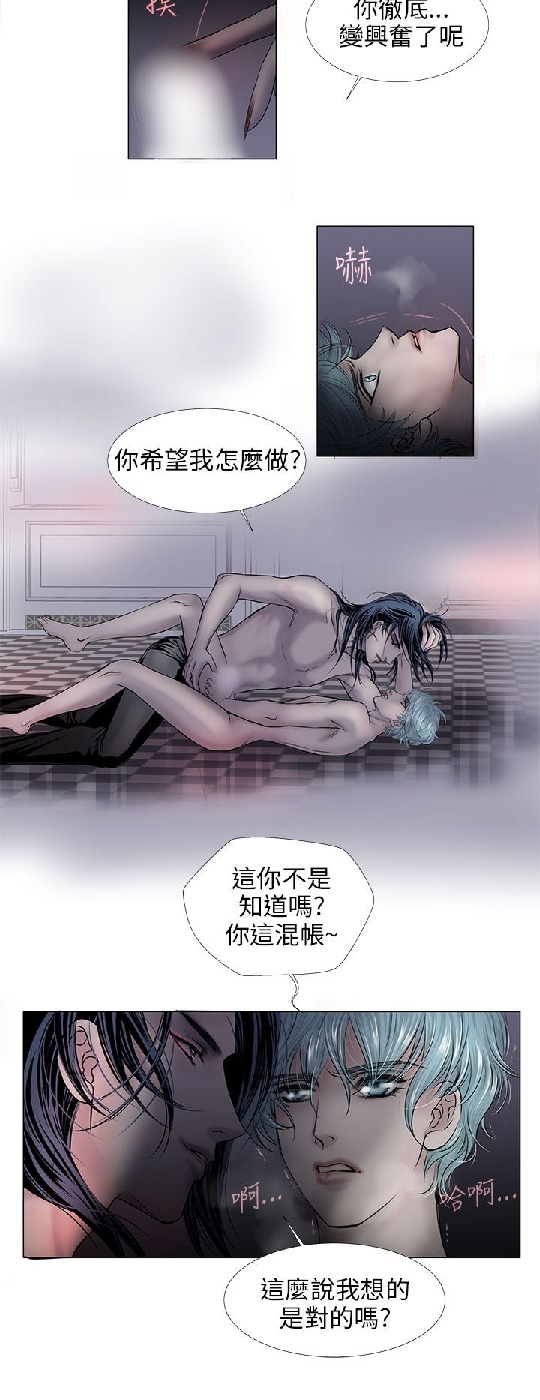 你徹底...
變興奮了呢
嚇
你希望我怎麼做?
這你不是
知道嗎?
你這混帳~
啊...
哈啊...
這麼說我想的
是對的嗎?